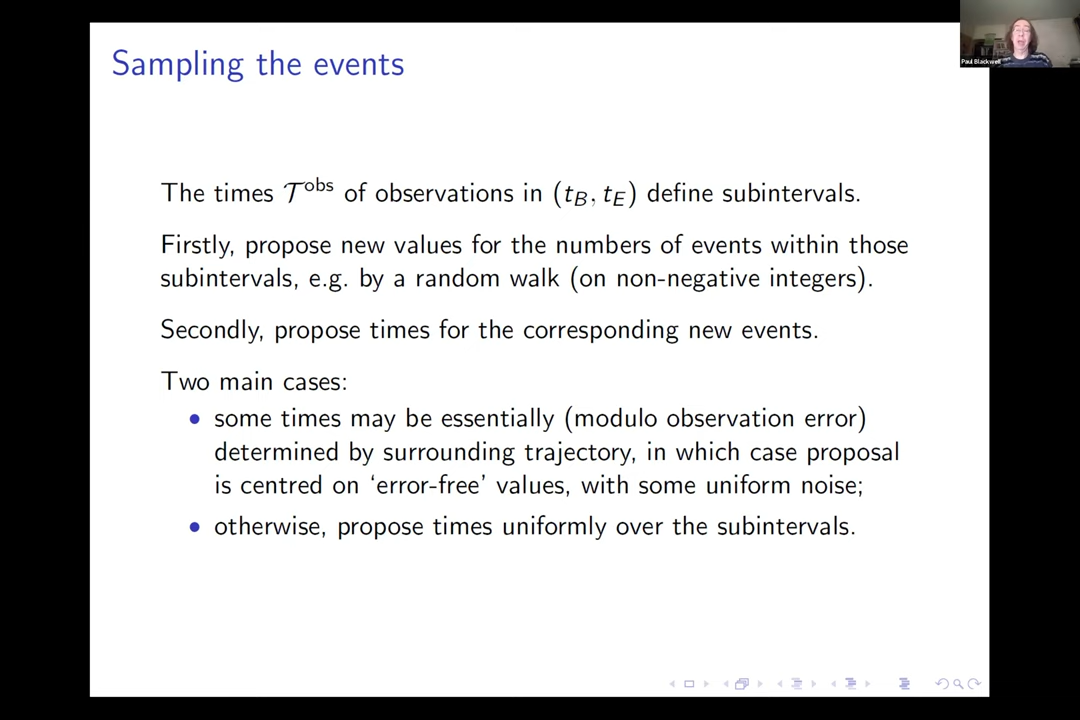 Sampling the events
Paul Blackwell
The times 𝒯^obs of observations in (t_B, t_E) define subintervals.
Firstly, propose new values for the numbers of events within those
subintervals, e.g. by a random walk (on non-negative integers).
Secondly, propose times for the corresponding new events.
Two main cases:
• some times may be essentially (modulo observation error)
determined by surrounding trajectory, in which case proposal
is centred on ‘error-free’ values, with some uniform noise;
• otherwise, propose times uniformly over the subintervals.